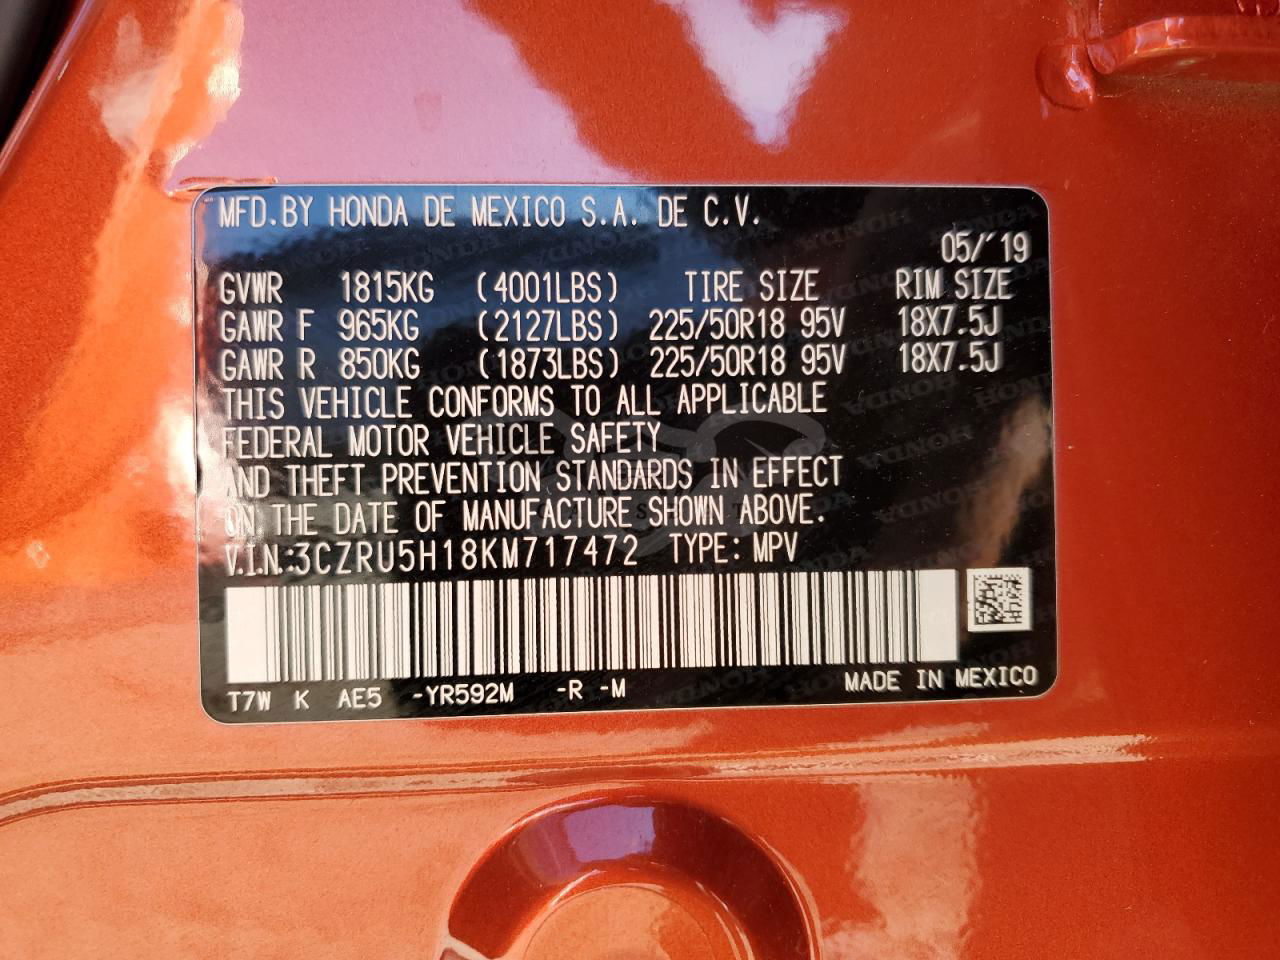 MFD.BY HONDA DE MEXICO S.A. DE C.V.
05/'19
GVWR 1815KG (4001LBS) TIRE SIZE RIM SIZE
GAWR F 965KG (2127LBS) 225/50R18 95V 18X7.5J
GAWR R 850KG (1873LBS) 225/50R18 95V 18X7.5J
THIS VEHICLE CONFORMS TO ALL APPLICABLE
FEDERAL MOTOR VEHICLE SAFETY
AND THEFT PREVENTION STANDARDS IN EFFECT
ON THE DATE OF MANUFACTURE SHOWN ABOVE.
V.I.N.:3CZRU5H18KM717472 TYPE: MPV
T7W K AE5 -YR592M -R -M MADE IN MEXICO